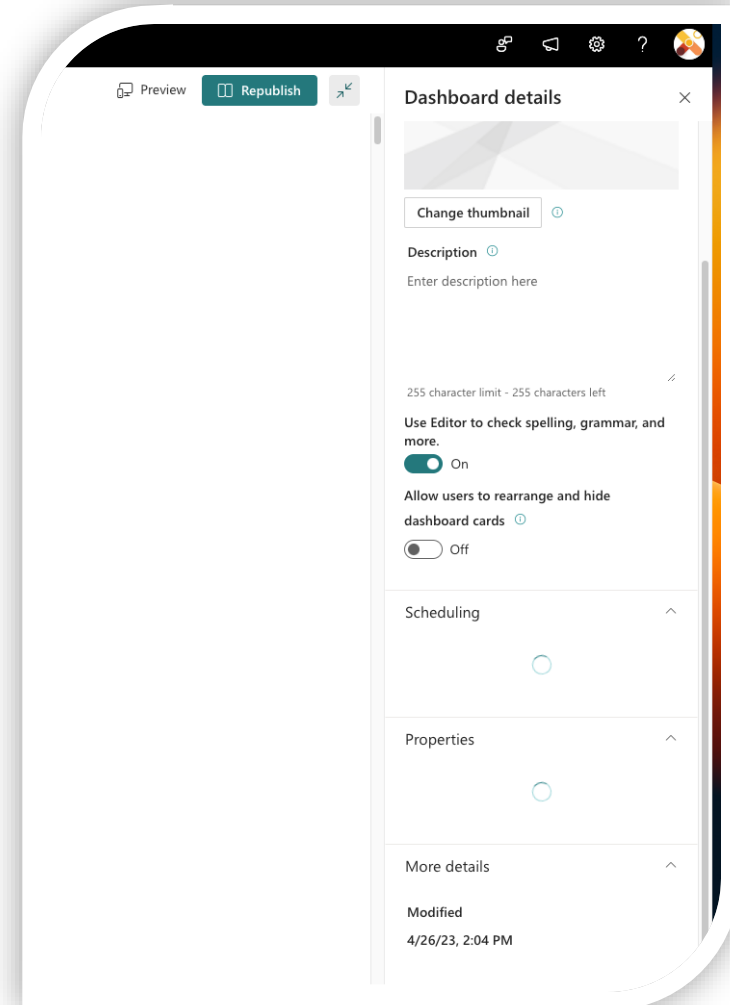 Preview
Republish
Dashboard details
Change thumbnail
Description
Enter description here
255 character limit - 255 characters left
Use Editor to check spelling, grammar, and
more.
On
Allow users to rearrange and hide
dashboard cards
Off
Scheduling
Properties
More details
Modified
4/26/23, 2:04 PM